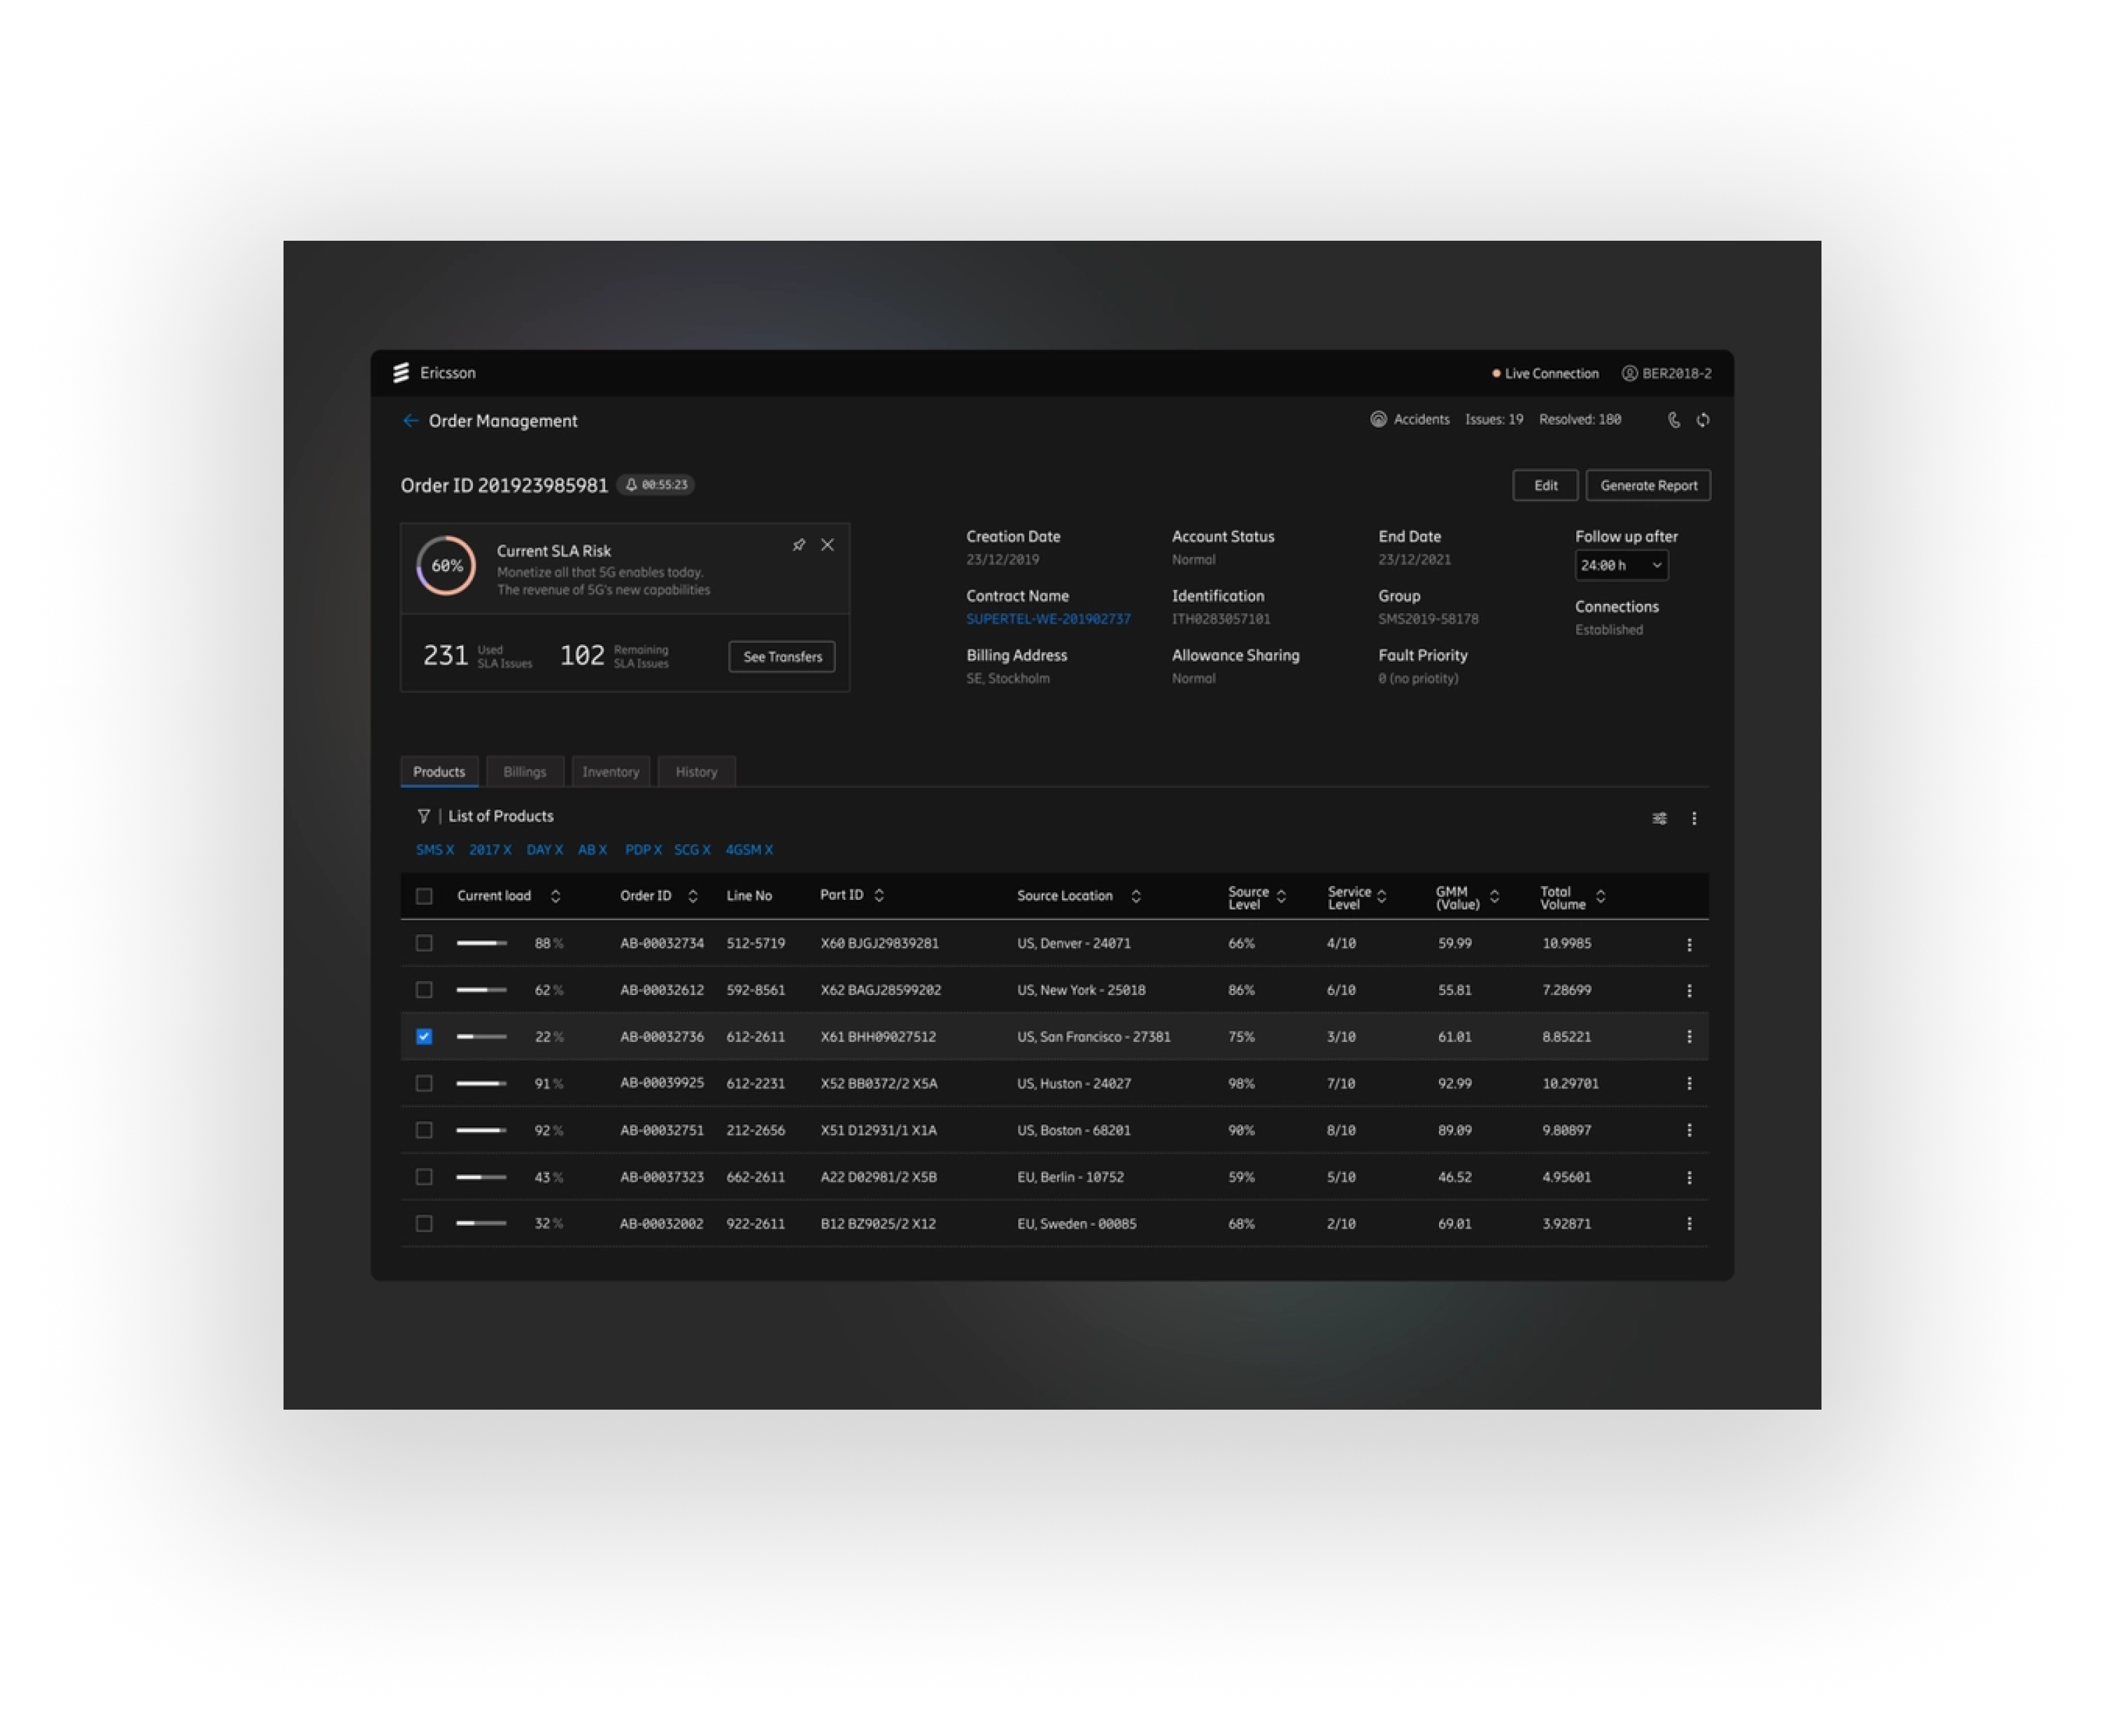 Ericsson
Live Connection BER2018-2
Order Management
Accidents Issues: 19 Resolved: 180
Order ID 201923985981 00:55:23
Edit Generate Report
60%
Current SLA Risk
Monetize all that 5G enables today.
The revenue of 5G's new capabilities
231 Used SLA Issues
102 Remaining SLA Issues
See Transfers
Creation Date
23/12/2019
Contract Name
SUPERTEL-WE-201902737
Billing Address
SE, Stockholm
Account Status
Normal
Identification
ITH0283057101
Allowance Sharing
Normal
End Date
23/12/2021
Group
SMS2019-58178
Fault Priority
0 (no priotity)
Follow up after
24:00 h
Connections
Established
Products Billings Inventory History
List of Products
SMS X 2017 X DAY X AB X PDP X SCG X 4GSM X
Current load Order ID Line No Part ID Source Location Source Level Service Level GMM (Value) Total Volume
88 % AB-00032734 512-5719 X60 BJGJ29839281 US, Denver - 24071 66% 4/10 59.99 10.9985
62 % AB-00032612 592-8561 X62 BAGJ28599202 US, New York - 25018 86% 6/10 55.81 7.28699
22 % AB-00032736 612-2611 X61 BHH09027512 US, San Francisco - 27381 75% 3/10 61.01 8.85221
91 % AB-00039925 612-2231 X52 BB0372/2 X5A US, Huston - 24027 98% 7/10 92.99 10.29701
92 % AB-00032751 212-2656 X51 D12931/1 X1A US, Boston - 68201 90% 8/10 89.09 9.80897
43 % AB-00037323 662-2611 A22 D02981/2 X5B EU, Berlin - 10752 59% 5/10 46.52 4.95601
32 % AB-00032002 922-2611 B12 BZ9025/2 X12 EU, Sweden - 00085 68% 2/10 69.01 3.92871